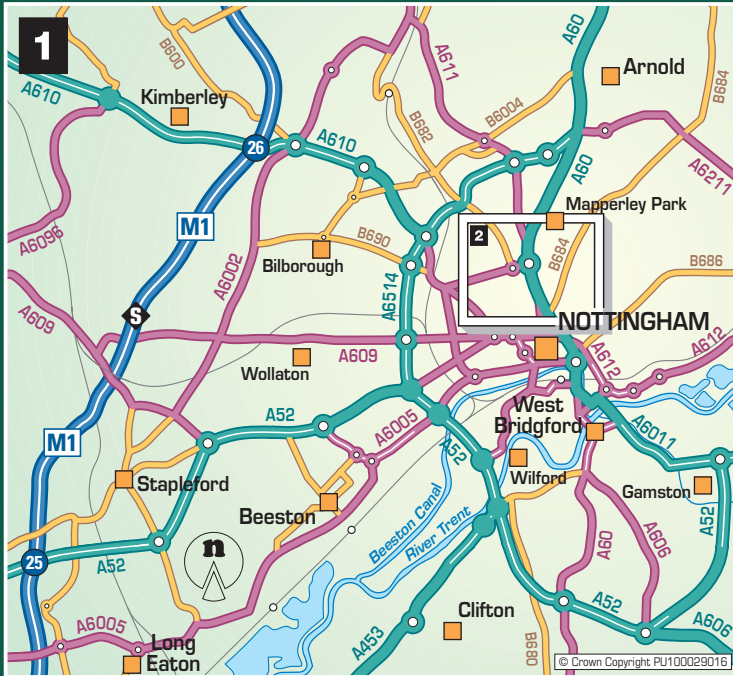 1
A60
A611
B600
Arnold
B684
A610
Kimberley
B682
B6004
26
A610
A60
A6211
M1
Mapperley Park
2
A6096
B690
B684
Bilborough
A6002
B686
A6514
A609
S
NOTTINGHAM
A612
A609
A612
Wollaton
A52
A6005
West
Bridgford
M1
A52
A6011
Stapleford
Wilford
Gamston
Beeston
Beeston Canal
River Trent
A52
n
25
A52
A60
A606
Clifton
A52
A6005
A453
B680
A606
Long
Eaton
© Crown Copyright PU100029016